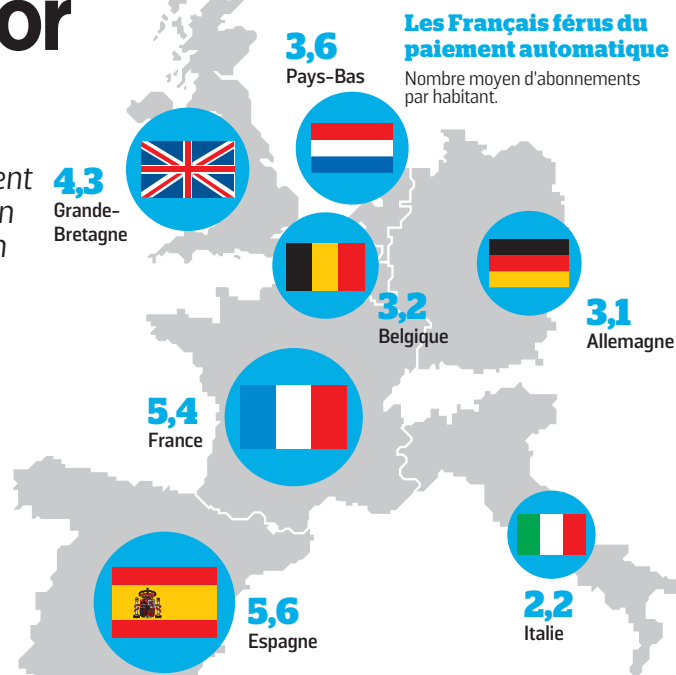 or
Les Français férus du
paiement automatique
Nombre moyen d'abonnements
par habitant.
3,6
Pays-Bas
ent
n
n
4,3
Grande-
Bretagne
3,2
Belgique
3,1
Allemagne
5,4
France
5,6
Espagne
2,2
Italie